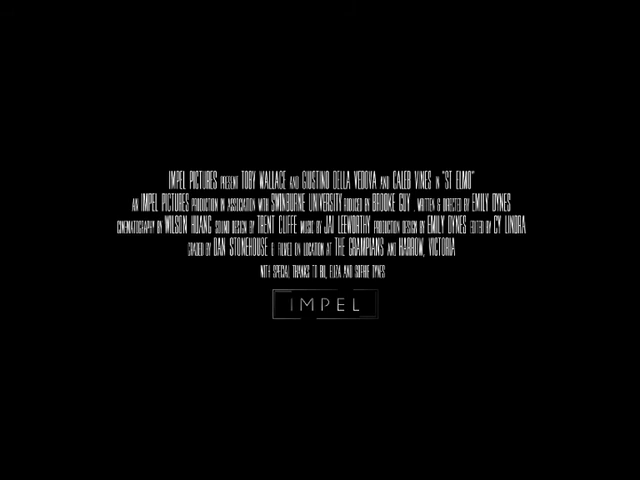 IMPEL PICTURES PRESENT TOBY WALLACE AND GIUSTINO DELLA VEDOVA AND CALEB VINES IN "ST ELMO"
AN IMPEL PICTURES PRODUCTION IN ASSOCIATION WITH SWINBURNE UNIVERSITY PRODUCED BY BROOKE GUY . WRITTEN & DIRECTED BY EMILY DYNES
CINEMATOGRAPHY BY WILSON HUANG SOUND DESIGN BY TRENT CLIFFE MUSIC BY JAI LEEWORTHY PRODUCTION DESIGN BY EMILY DYNES EDITED BY CY LINDRA
GRADED BY DAN STONEHOUSE & FILMED ON LOCATION AT THE GRAMPIANS AND HARROW, VICTORIA
WITH SPECIAL THANKS TO BU, ELIZA AND SOPHIE DYNES
IMPEL